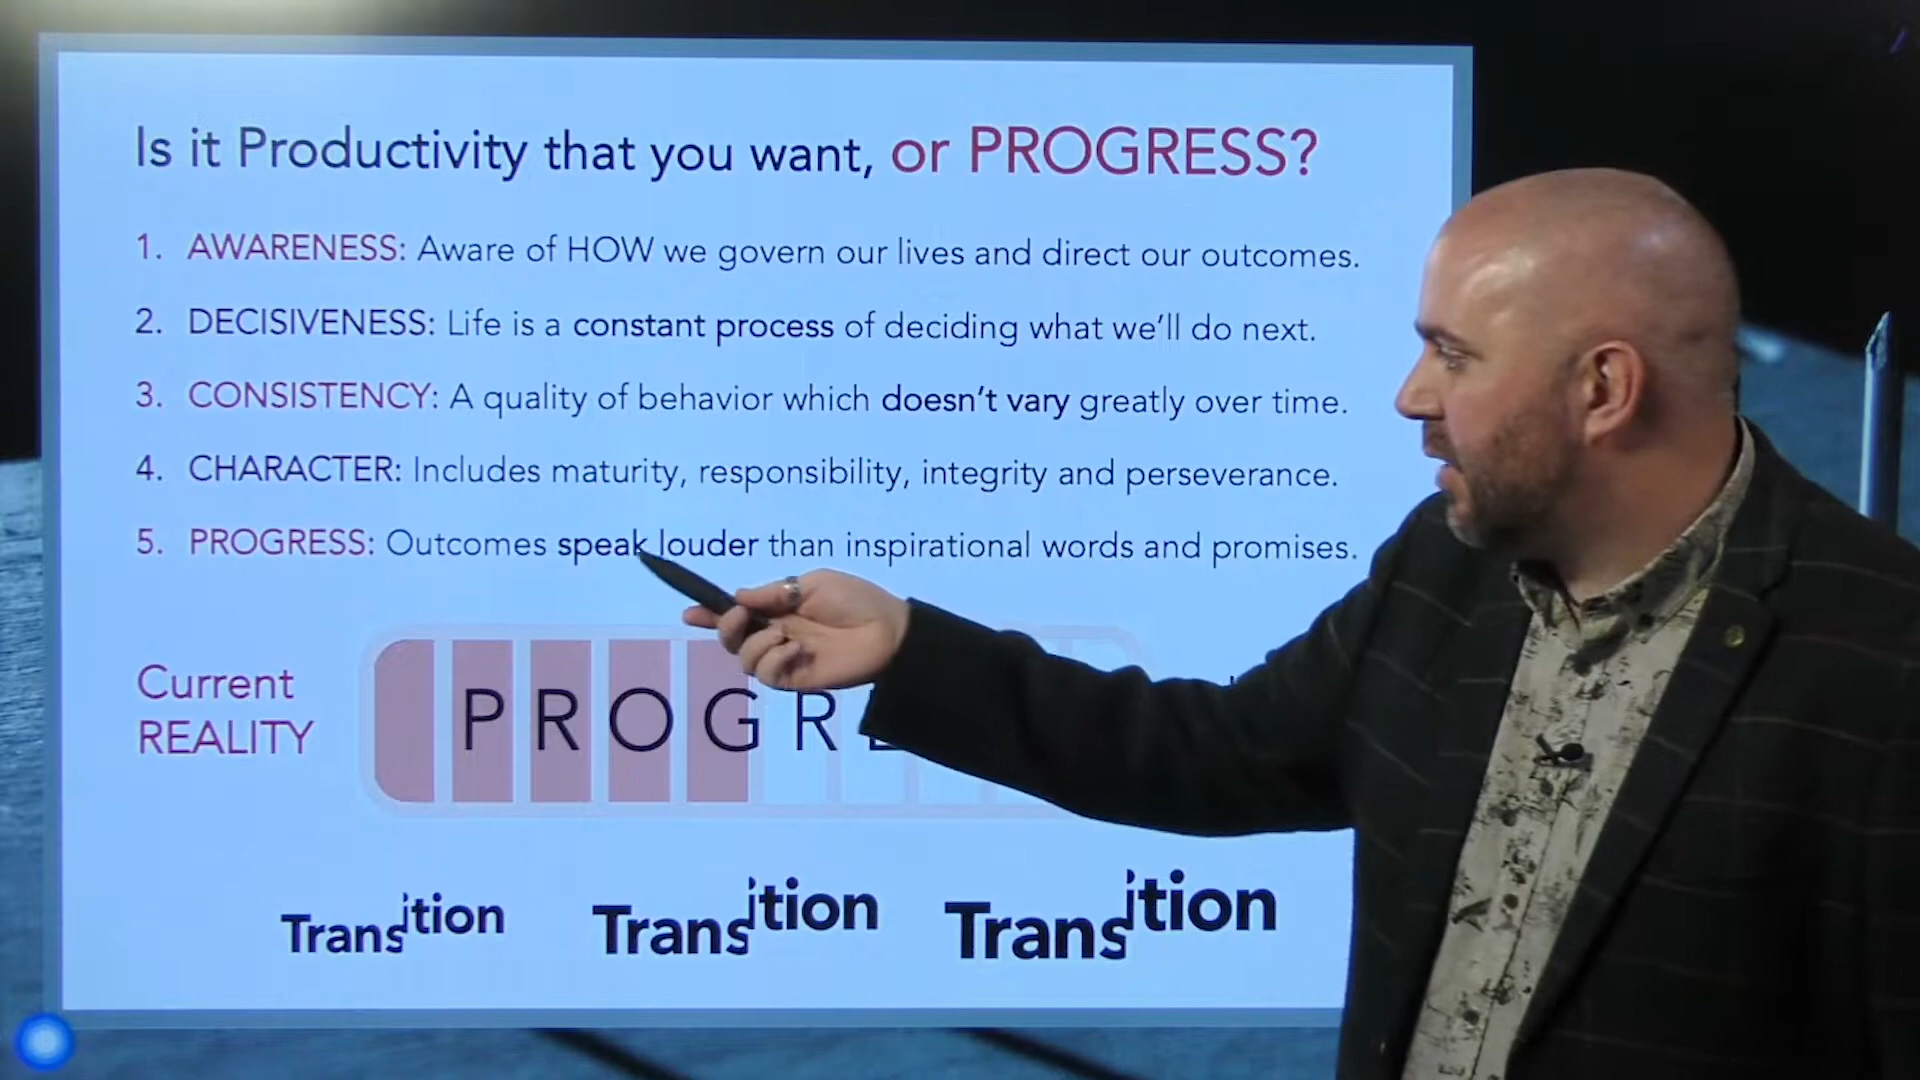 Is it Productivity that you want, or PROGRESS?
1. AWARENESS: Aware of HOW we govern our lives and direct our outcomes.
2. DECISIVENESS: Life is a constant process of deciding what we'll do next.
3. CONSISTENCY: A quality of behavior which doesn't vary greatly over time.
4. CHARACTER: Includes maturity, responsibility, integrity and perseverance.
5. PROGRESS: Outcomes speak louder than inspirational words and promises.
Current
REALITY
PROGR
Transition Transition Transition